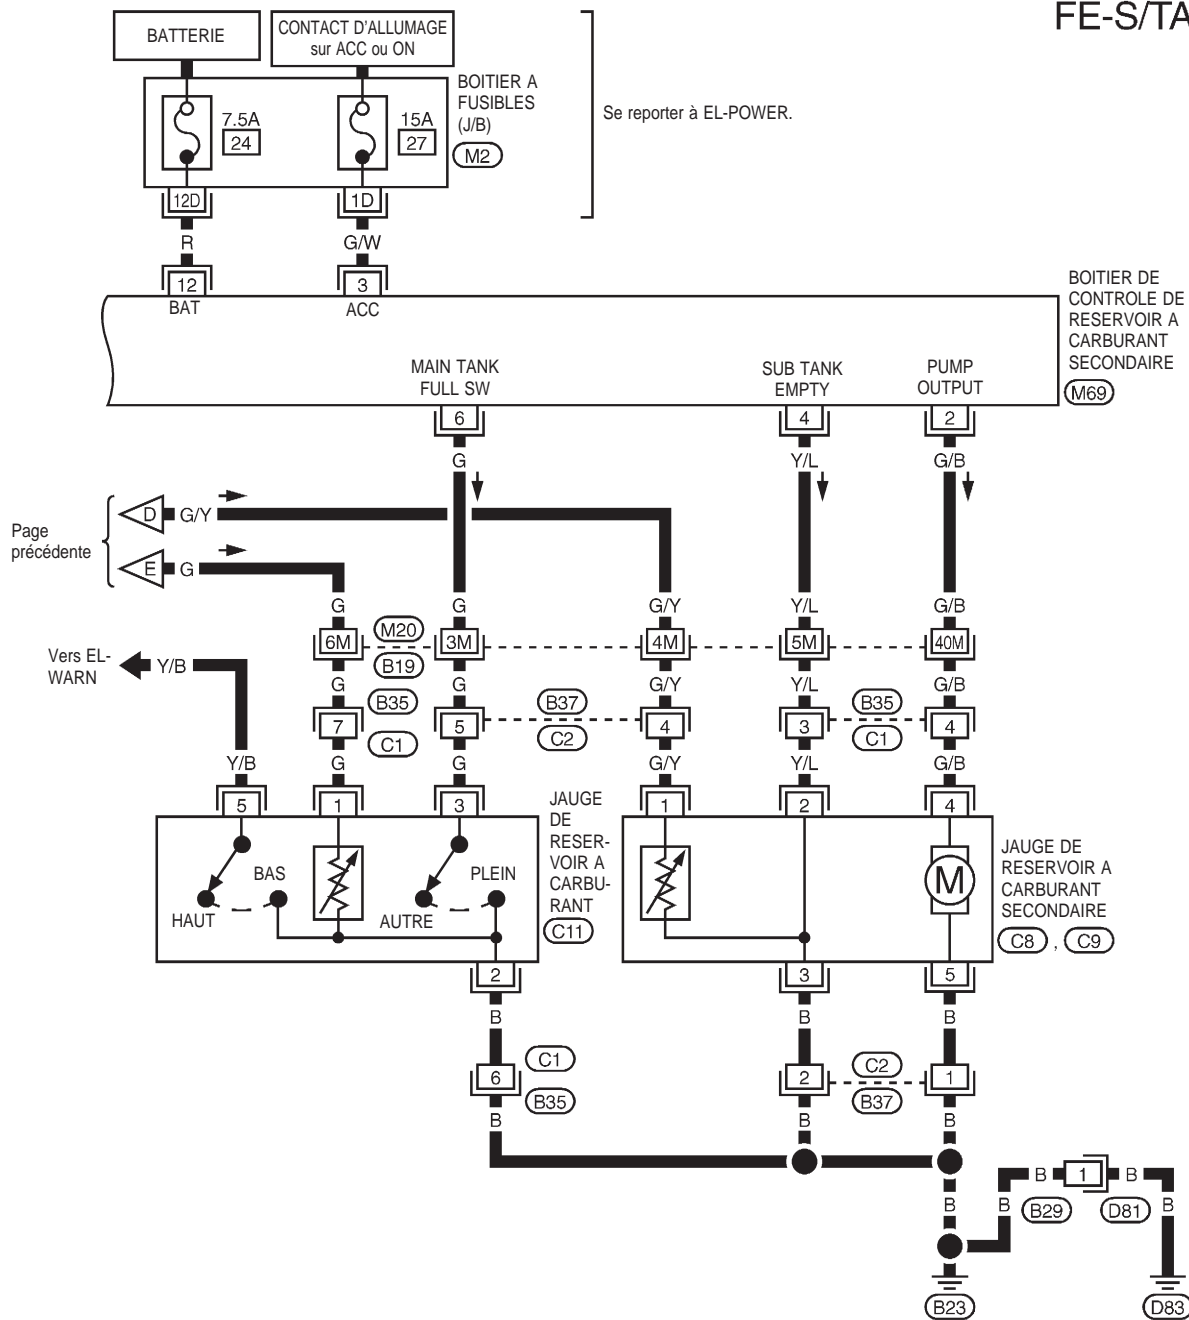 FE-S/TA
BATTERIE
CONTACT D'ALLUMAGE
sur ACC ou ON
7.5A
24
15A
27
BOITIER A
FUSIBLES
(J/B)
M2
Se reporter à EL-POWER.
12D
1D
R
G/W
12
3
BAT
ACC
BOITIER DE
CONTROLE DE
RESERVOIR A
CARBURANT
SECONDAIRE
M69
MAIN TANK
FULL SW
SUB TANK
EMPTY
PUMP
OUTPUT
6
4
2
G
Y/L
G/B
Page
précédente
D
G/Y
E
G
G
G
G/Y
Y/L
G/B
6M
M20
B19
3M
4M
5M
40M
Vers EL-
WARN
Y/B
G
G
G/Y
Y/L
G/B
7
B35
C1
5
B37
C2
4
3
B35
C1
4
Y/B
G
G
G/Y
Y/L
G/B
5
1
3
1
2
4
JAUGE
DE
RESER-
VOIR A
CARBU-
RANT
C11
HAUT
BAS
AUTRE
PLEIN
M
JAUGE DE
RESERVOIR A
CARBURANT
SECONDAIRE
C8 , C9
2
3
5
B
B
B
6
C1
B35
2
C2
B37
1
B
B
B
B
B
B
1
B
B
B29
D81
B23
D83